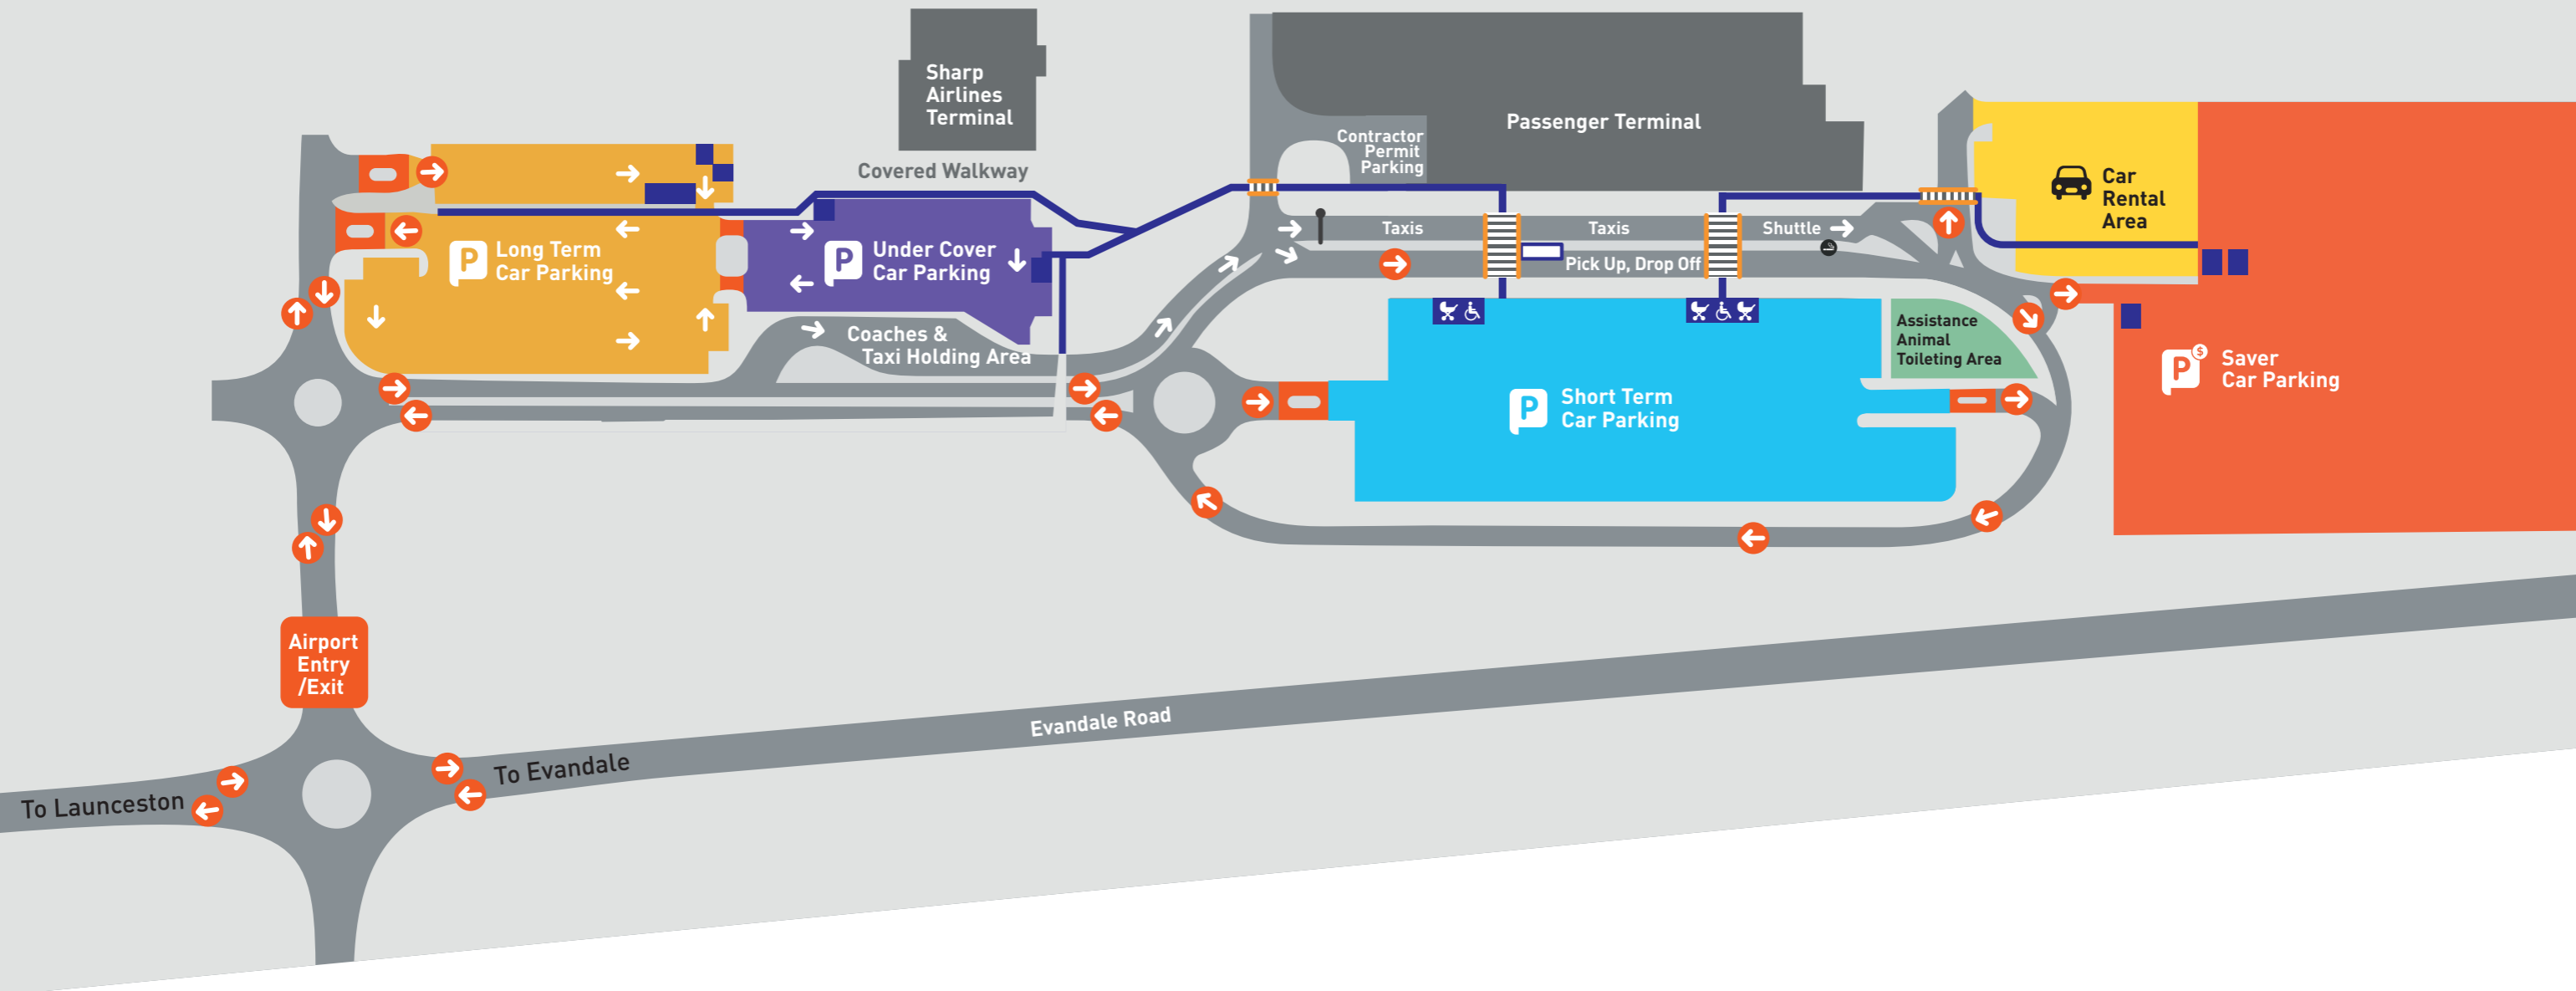 Sharp
Airlines
Terminal
Covered Walkway
Contractor
Permit
Parking
Passenger Terminal
Car
Rental
Area
Taxis
Taxis
Shuttle
Pick Up, Drop Off
P
Long Term
Car Parking
P
Under Cover
Car Parking
Coaches &
Taxi Holding Area
Assistance
Animal
Toileting Area
P
$
Saver
Car Parking
P
Short Term
Car Parking
Airport
Entry
/Exit
Evandale Road
To Evandale
To Launceston